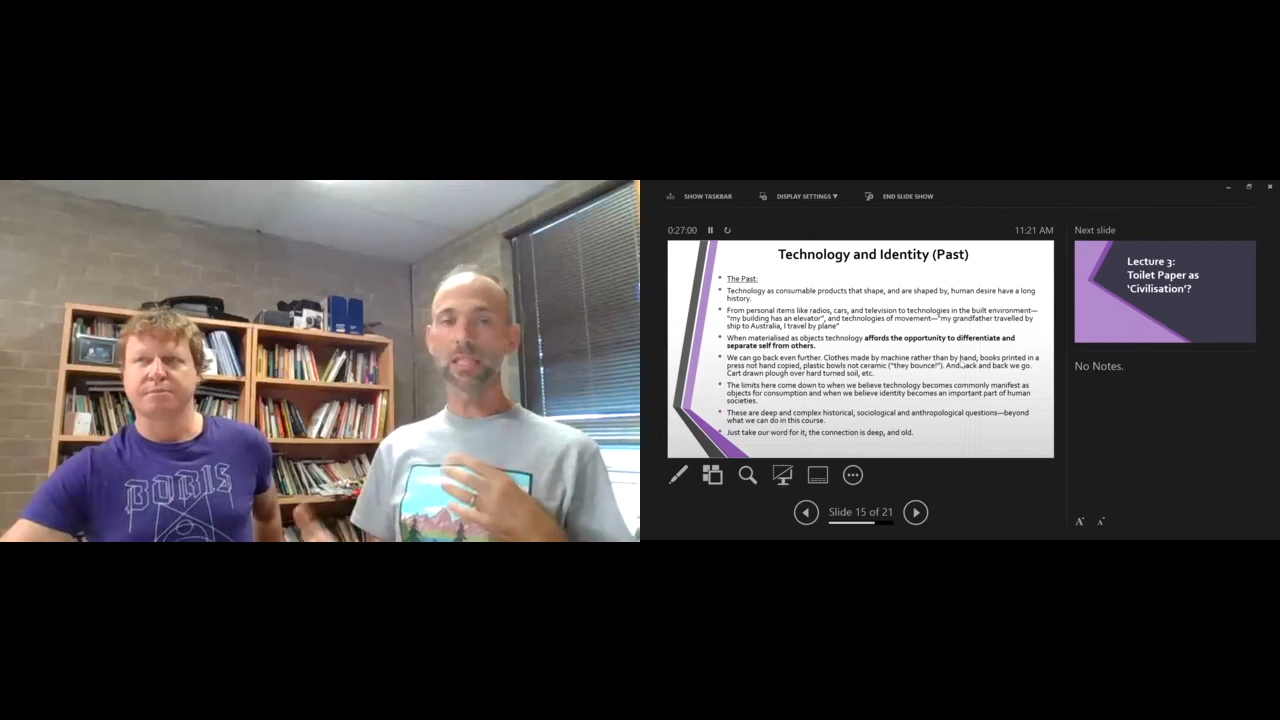 BORIS
SHOW TASKBAR
DISPLAY SETTINGS ▼
END SLIDE SHOW
0:27:00
11:21 AM
Technology and Identity (Past)
• The Past:
• Technology as consumable products that shape, and are shaped by, human desire have a long
history.
• From personal items like radios, cars, and television to technologies in the built environment—
“my building has an elevator”, and technologies of movement—“my grandfather travelled by
ship to Australia, I travel by plane”
• When materialised as objects technology affords the opportunity to differentiate and
separate self from others.
• We can go back even further. Clothes made by machine rather than by hand; books printed in a
press not hand copied, plastic bowls not ceramic (“they bounce!”). And back and back we go.
Cart drawn plough over hard turned soil, etc.
• The limits here come down to when we believe technology becomes commonly manifest as
objects for consumption and when we believe identity becomes an important part of human
societies.
• These are deep and complex historical, sociological and anthropological questions—beyond
what we can do in this course.
• Just take our word for it; the connection is deep, and old.
Slide 15 of 21
Next slide
Lecture 3:
Toilet Paper as
‘Civilisation’?
No Notes.
A A